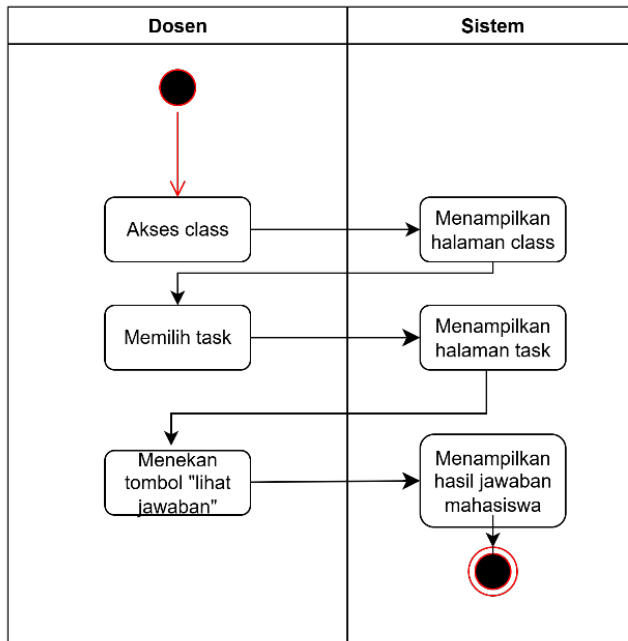 Dosen
Sistem
Akses class
Menampilkan
halaman class
Memilih task
Menampilkan
halaman task
Menekan
tombol "lihat
jawaban"
Menampilkan
hasil jawaban
mahasiswa